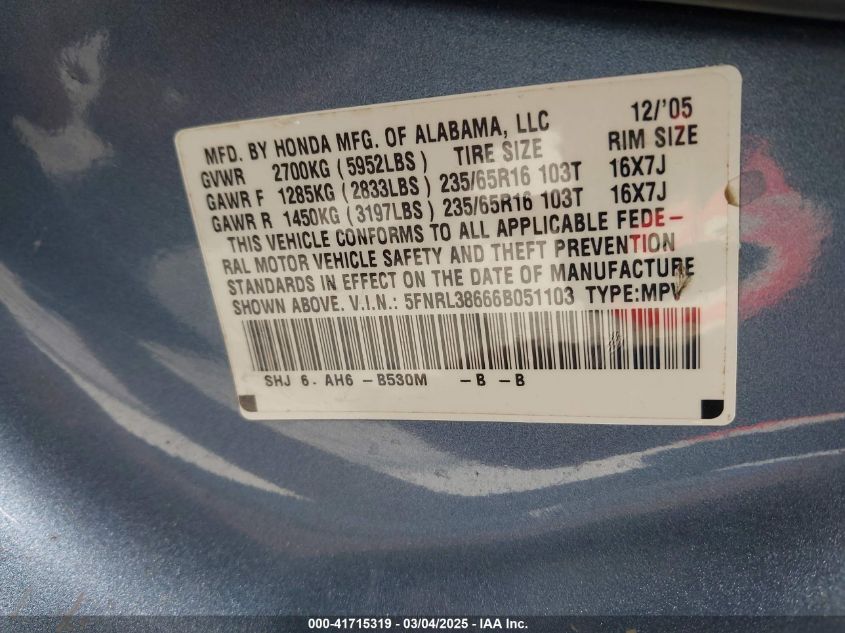 MFD. BY HONDA MFG. OF ALABAMA, LLC 12/'05
GVWR 2700KG (5952LBS) TIRE SIZE RIM SIZE
GAWR F 1285KG (2833LBS) 235/65R16 103T 16X7J
GAWR R 1450KG (3197LBS) 235/65R16 103T 16X7J
THIS VEHICLE CONFORMS TO ALL APPLICABLE FEDE-
RAL MOTOR VEHICLE SAFETY AND THEFT PREVENTION
STANDARDS IN EFFECT ON THE DATE OF MANUFACTURE
SHOWN ABOVE. V.I.N.: 5FNRL38666B051103 TYPE:MPV
SHJ 6. AH6 -B530M -B -B
000-41715319 - 03/04/2025 - IAA Inc.